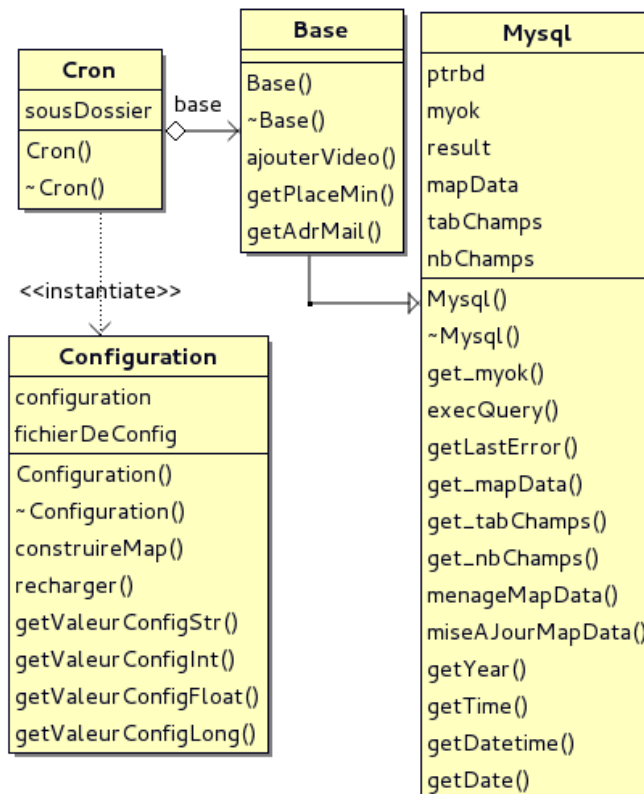 Cron
sousDossier
Cron()
~Cron()
base
Base
Base()
~Base()
ajouterVideo()
getPlaceMin()
getAdrMail()
Mysql
ptrbd
myok
result
mapData
tabChamps
nbChamps
Mysql()
~Mysql()
get_myok()
execQuery()
getLastError()
get_mapData()
get_tabChamps()
get_nbChamps()
menageMapData()
miseAJourMapData()
getYear()
getTime()
getDatetime()
getDate()
<<instantiate>>
Configuration
configuration
fichierDeConfig
Configuration()
~Configuration()
construireMap()
recharger()
getValeurConfigStr()
getValeurConfigInt()
getValeurConfigFloat()
getValeurConfigLong()